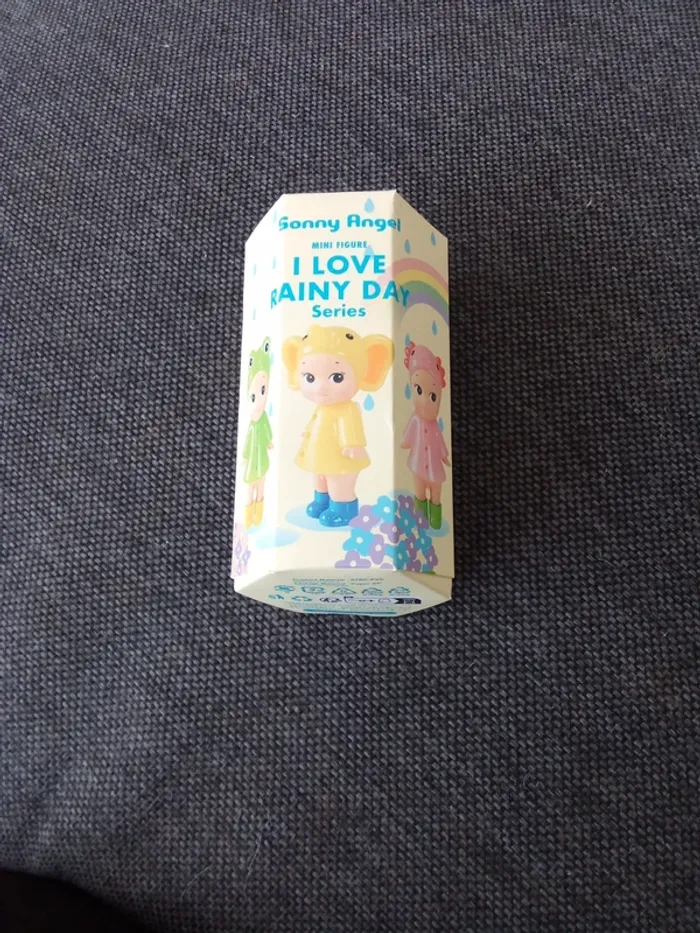 Sonny Angel
MINI FIGURE
I LOVE
RAINY DAY
Series